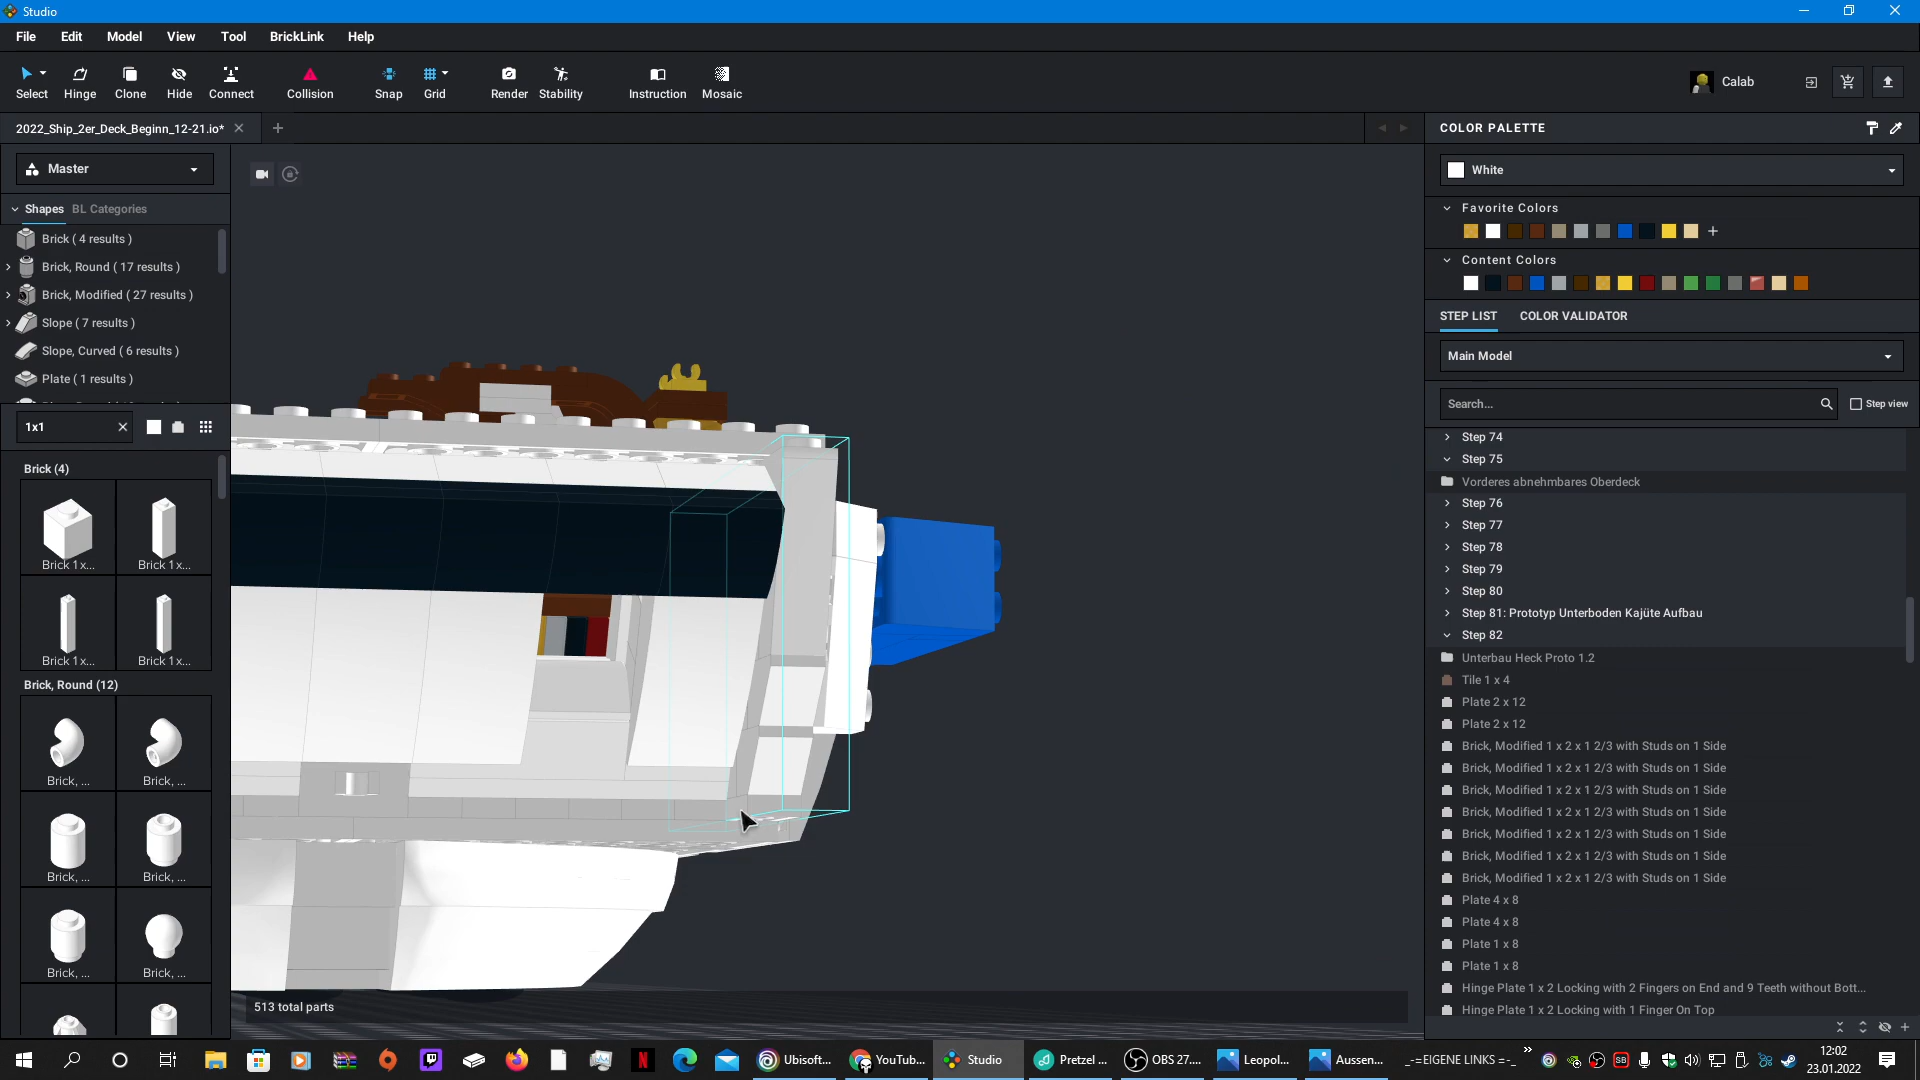 Studio
File Edit Model View Tool BrickLink Help
Select Hinge Clone Hide Connect Collision Snap Grid Render Stability Instruction Mosaic
Calab
2022_Ship_2er_Deck_Beginn_12-21.io*
Master
Shapes BL Categories
Brick ( 4 results )
Brick, Round ( 17 results )
Brick, Modified ( 27 results )
Slope ( 7 results )
Slope, Curved ( 6 results )
Plate ( 1 results )
1x1
Brick (4)
Brick 1x... Brick 1x...
Brick 1x... Brick 1x...
Brick, Round (12)
Brick, ... Brick, ...
Brick, ... Brick, ...
Brick, ... Brick, ...
513 total parts
COLOR PALETTE
White
Favorite Colors
Content Colors
STEP LIST COLOR VALIDATOR
Main Model
Search... Step view
Step 74
Step 75
Vorderes abnehmbares Oberdeck
Step 76
Step 77
Step 78
Step 79
Step 80
Step 81: Prototyp Unterboden Kajüte Aufbau
Step 82
Unterbau Heck Proto 1.2
Tile 1 x 4
Plate 2 x 12
Plate 2 x 12
Brick, Modified 1 x 2 x 1 2/3 with Studs on 1 Side
Brick, Modified 1 x 2 x 1 2/3 with Studs on 1 Side
Brick, Modified 1 x 2 x 1 2/3 with Studs on 1 Side
Brick, Modified 1 x 2 x 1 2/3 with Studs on 1 Side
Brick, Modified 1 x 2 x 1 2/3 with Studs on 1 Side
Brick, Modified 1 x 2 x 1 2/3 with Studs on 1 Side
Brick, Modified 1 x 2 x 1 2/3 with Studs on 1 Side
Plate 4 x 8
Plate 4 x 8
Plate 1 x 8
Plate 1 x 8
Hinge Plate 1 x 2 Locking with 2 Fingers on End and 9 Teeth without Bott...
Hinge Plate 1 x 2 Locking with 1 Finger On Top
Ubisoft... YouTub... Studio Pretzel ... OBS 27.... Leopol... Aussen... _-=EIGENE LINKS =-_ SB 12:02
23.01.2022